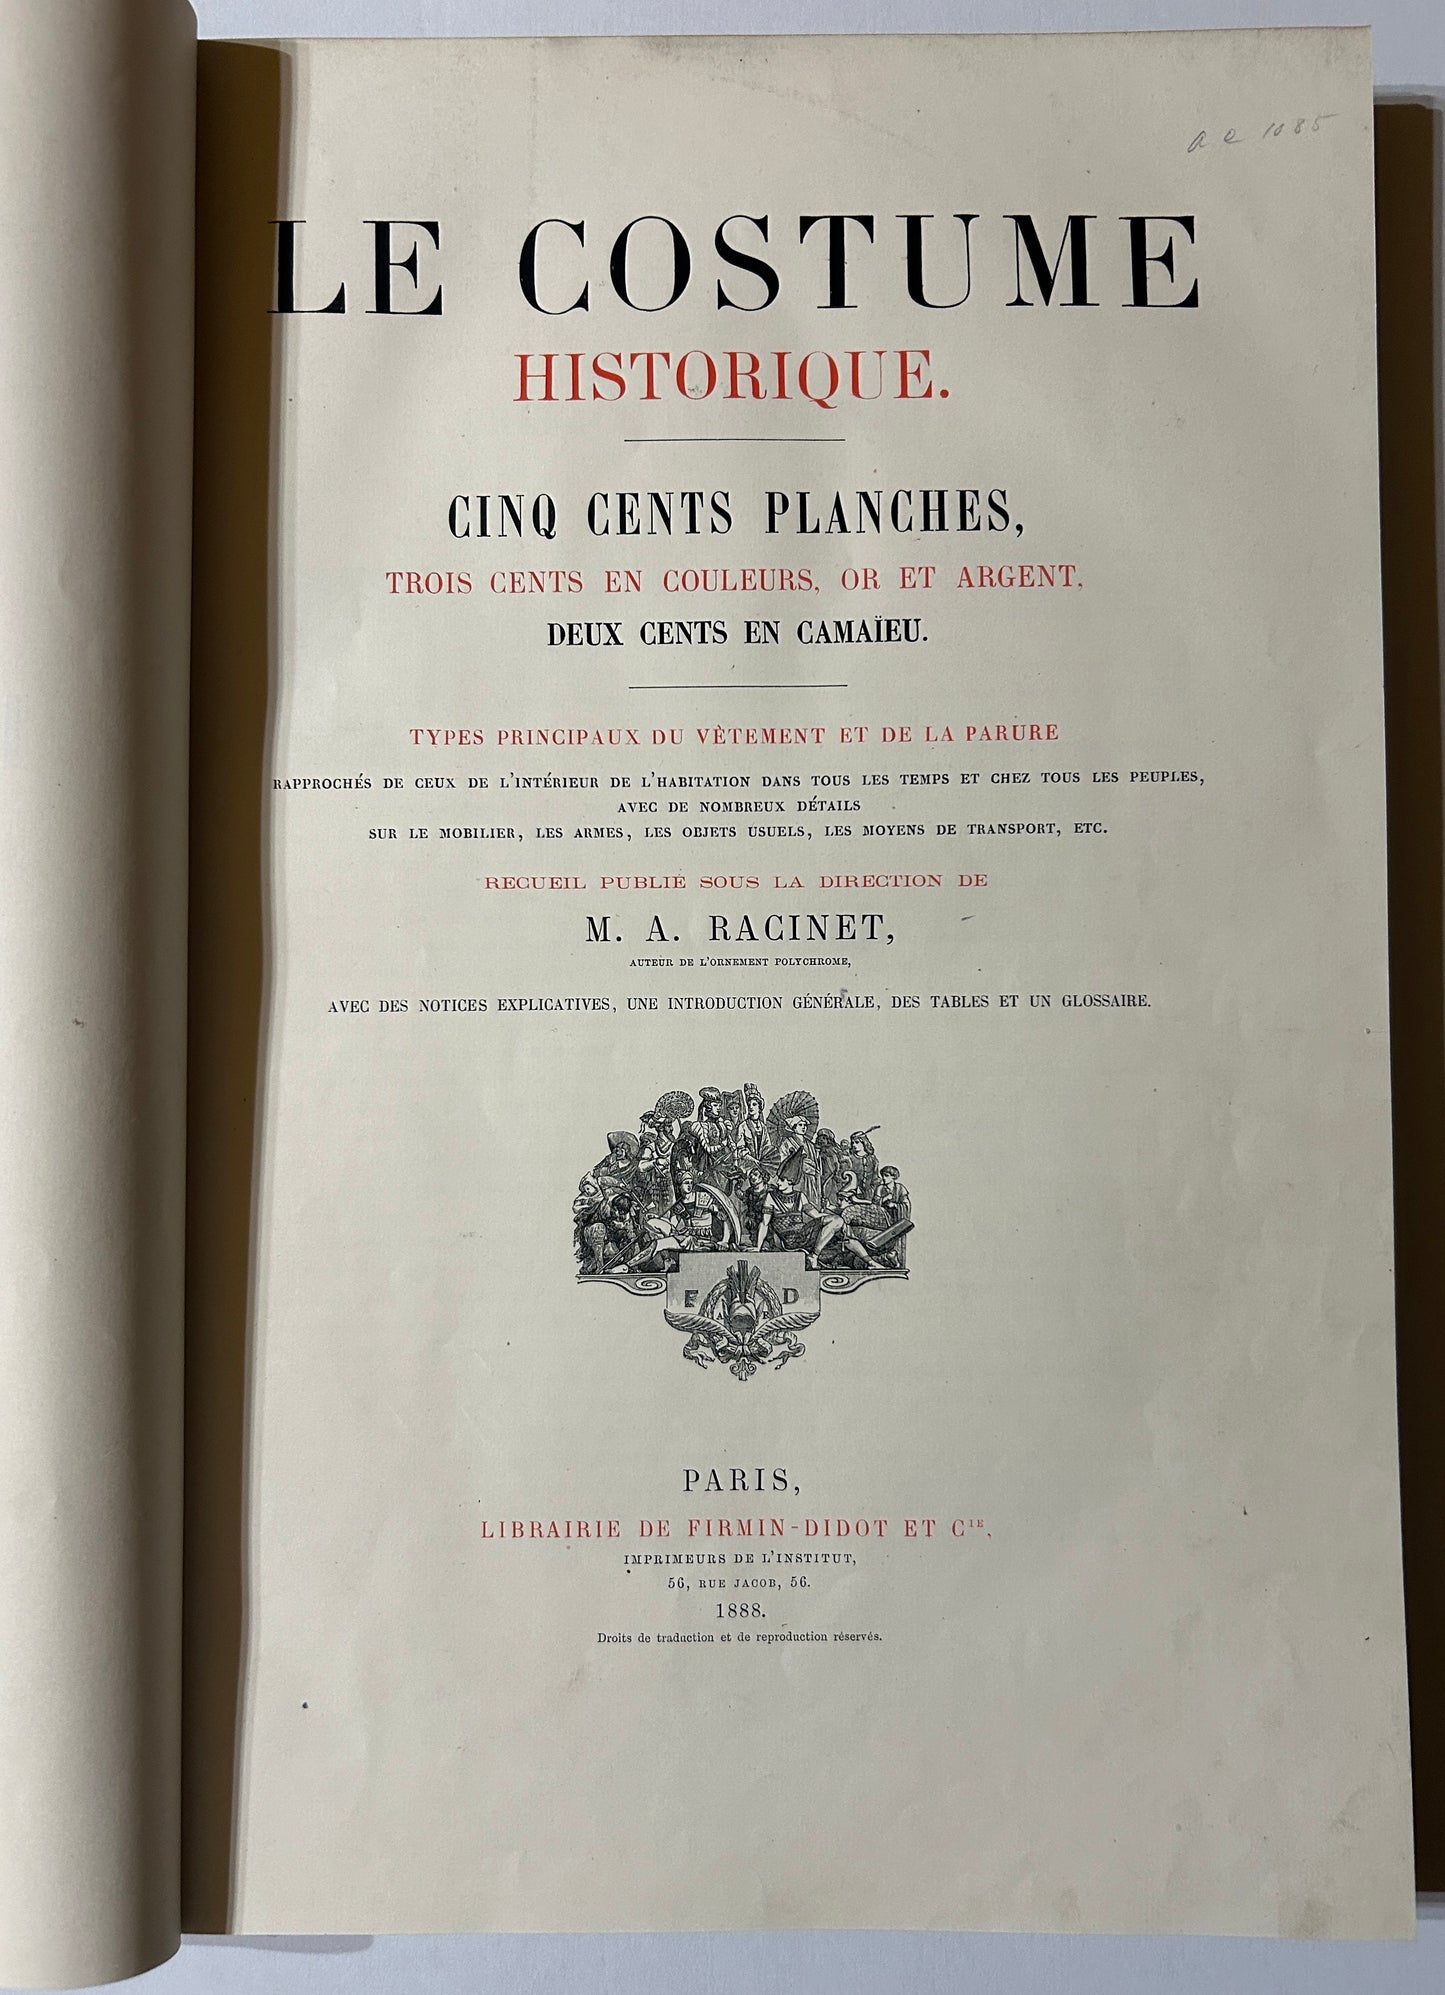 a e 1085
LE COSTUME
HISTORIQUE.
CINQ CENTS PLANCHES,
TROIS CENTS EN COULEURS, OR ET ARGENT,
DEUX CENTS EN CAMAÏEU.
TYPES PRINCIPAUX DU VÊTEMENT ET DE LA PARURE
RAPPROCHÉS DE CEUX DE L'INTÉRIEUR DE L'HABITATION DANS TOUS LES TEMPS ET CHEZ TOUS LES PEUPLES,
AVEC DE NOMBREUX DÉTAILS
SUR LE MOBILIER, LES ARMES, LES OBJETS USUELS, LES MOYENS DE TRANSPORT, ETC.
RECUEIL PUBLIÉ SOUS LA DIRECTION DE
M. A. RACINET,
AUTEUR DE L'ORNEMENT POLYCHROME,
AVEC DES NOTICES EXPLICATIVES, UNE INTRODUCTION GÉNÉRALE, DES TABLES ET UN GLOSSAIRE.
F D
A R
PARIS,
LIBRAIRIE DE FIRMIN-DIDOT ET CIE,
IMPRIMEURS DE L'INSTITUT,
56, RUE JACOB, 56.
1888.
Droits de traduction et de reproduction réservés.